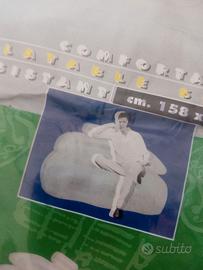 COMFORTA
LATABLE S
SISTANT
cm. 158 x
subito